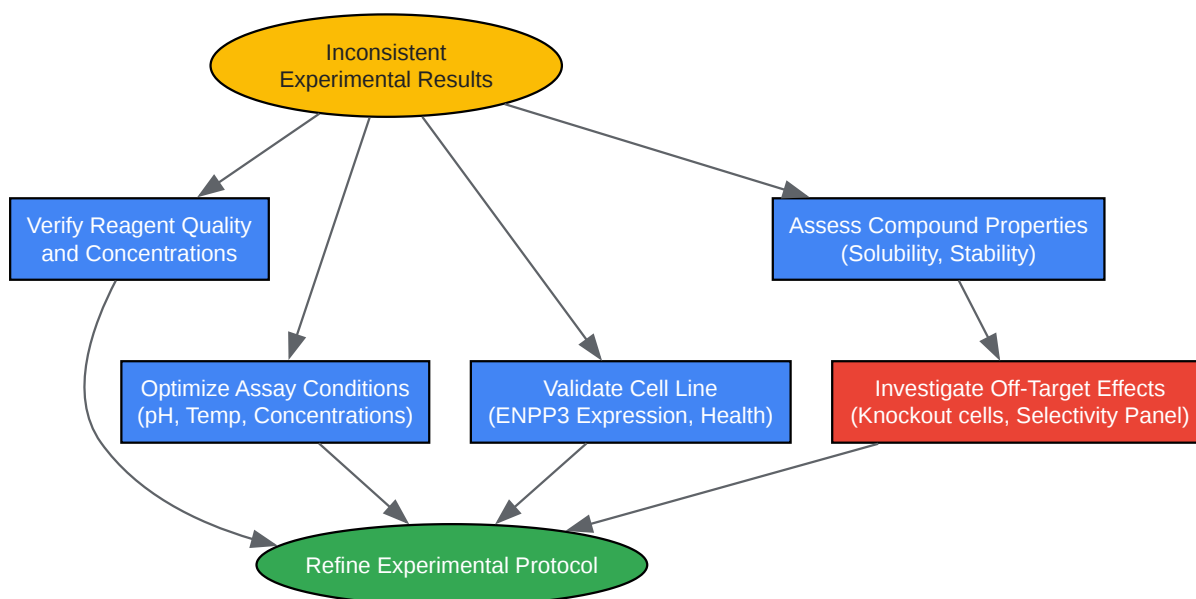 Inconsistent
Experimental Results
Verify Reagent Quality
and Concentrations
Assess Compound Properties
(Solubility, Stability)
Optimize Assay Conditions
(pH, Temp, Concentrations)
Validate Cell Line
(ENPP3 Expression, Health)
Investigate Off-Target Effects
(Knockout cells, Selectivity Panel)
Refine Experimental Protocol